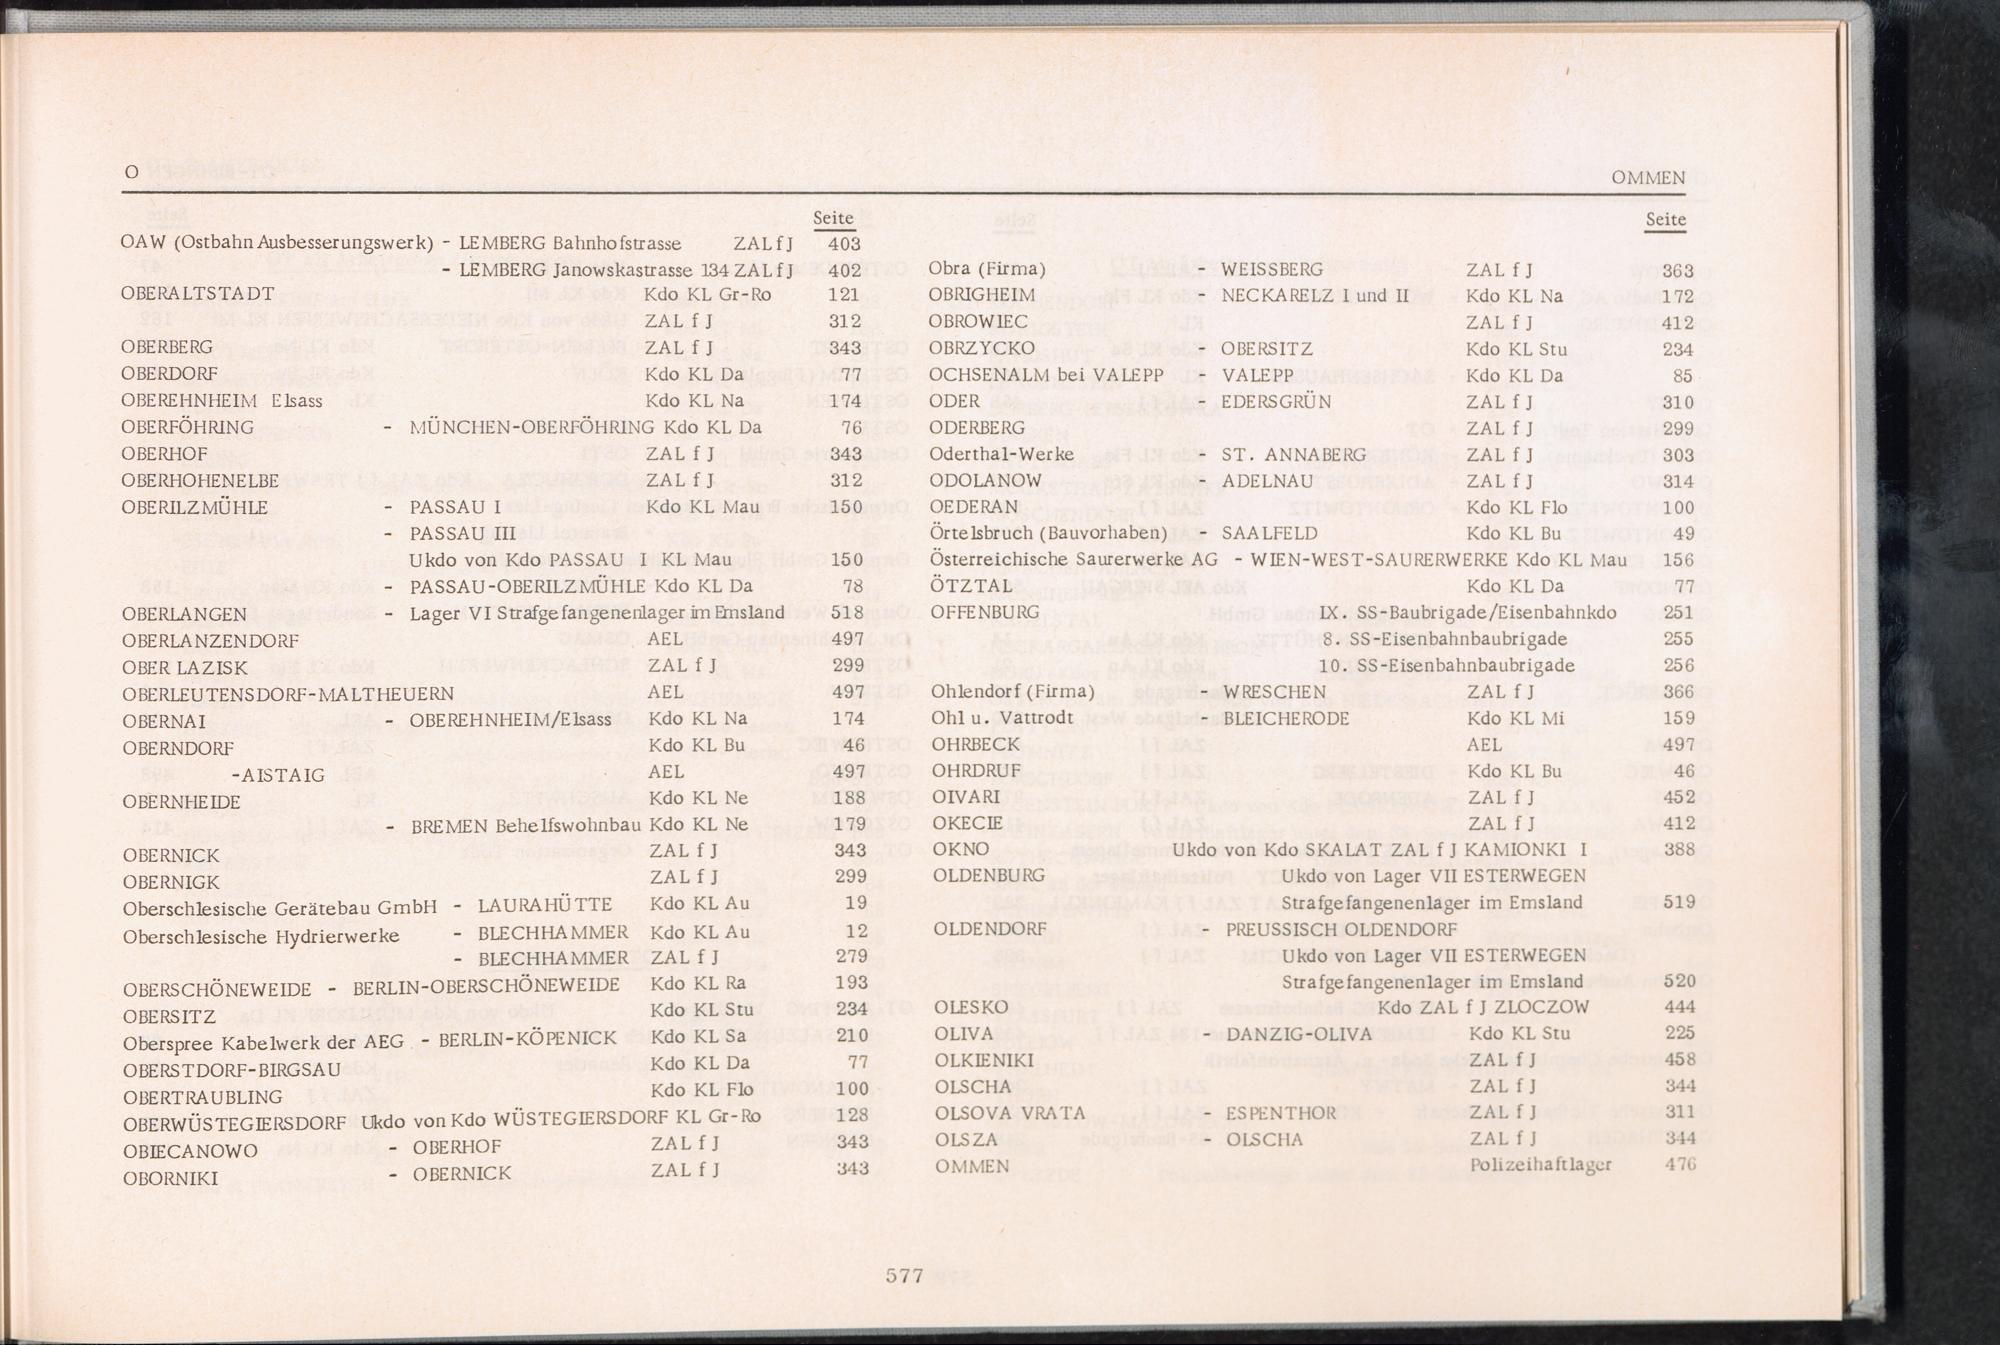 O OMMEN
Seite
OAW (Ostbahn Ausbesserungswerk) - LEMBERG Bahnhofstrasse ZAL f J 403
- LEMBERG Janowskastrasse 134 ZAL f J 402
OBERALTSTADT Kdo KL Gr-Ro 121
ZAL f J 312
OBERBERG ZAL f J 343
OBERDORF Kdo KL Da 77
OBEREHNHEIM Elsass Kdo KL Na 174
OBERFÖHRING - MÜNCHEN-OBERFÖHRING Kdo KL Da 76
OBERHOF ZAL f J 343
OBERHOHENELBE ZAL f J 312
OBERILZMÜHLE - PASSAU I Kdo KL Mau 150
- PASSAU III
Ukdo von Kdo PASSAU I KL Mau 150
- PASSAU-OBERILZMÜHLE Kdo KL Da 78
OBERLANGEN - Lager VI Strafgefangenenlager im Emsland 518
OBERLANZENDORF AEL 497
OBER LAZISK ZAL f J 299
OBERLEUTENSDORF-MALTHEUERN AEL 497
OBERNAI - OBEREHNHEIM/Elsass Kdo KL Na 174
OBERNDORF Kdo KL Bu 46
-AISTAIG AEL 497
OBERNHEIDE Kdo KL Ne 188
- BREMEN Behelfswohnbau Kdo KL Ne 179
OBERNICK ZAL f J 343
OBERNIGK ZAL f J 299
Oberschlesische Gerätebau GmbH - LAURAHÜTTE Kdo KL Au 19
Oberschlesische Hydrierwerke - BLECHHAMMER Kdo KL Au 12
- BLECHHAMMER ZAL f J 279
OBERSCHÖNEWEIDE - BERLIN-OBERSCHÖNEWEIDE Kdo KL Ra 193
OBERSITZ Kdo KL Stu 234
Oberspree Kabelwerk der AEG - BERLIN-KÖPENICK Kdo KL Sa 210
OBERSTDORF-BIRGSAU Kdo KL Da 77
OBERTRAUBLING Kdo KL Flo 100
OBERWÜSTEGIERSDORF Ukdo von Kdo WÜSTEGIERSDORF KL Gr-Ro 128
OBIECANOWO - OBERHOF ZAL f J 343
OBORNIKI - OBERNICK ZAL f J 343
Seite
Obra (Firma) - WEISSBERG ZAL f J 363
OBRIGHEIM - NECKARELZ I und II Kdo KL Na 172
OBROWIEC ZAL f J 412
OBRZYCKO - OBERSITZ Kdo KL Stu 234
OCHSENALM bei VALEPP - VALEPP Kdo KL Da 85
ODER - EDERSGRÜN ZAL f J 310
ODERBERG ZAL f J 299
Oderthal-Werke - ST. ANNABERG ZAL f J 303
ODOLANOW - ADELNAU ZAL f J 314
OEDERAN Kdo KL Flo 100
Örtelsbruch (Bauvorhaben) - SAALFELD Kdo KL Bu 49
Österreichische Saurerwerke AG - WIEN-WEST-SAURERWERKE Kdo KL Mau 156
ÖTZTAL Kdo KL Da 77
OFFENBURG IX. SS-Baubrigade/Eisenbahnkdo 251
8. SS-Eisenbahnbaubrigade 255
10. SS-Eisenbahnbaubrigade 256
Ohlendorf (Firma) - WRESCHEN ZAL f J 366
Ohl u. Vattrodt - BLEICHERODE Kdo KL Mi 159
OHRBECK AEL 497
OHRDRUF Kdo KL Bu 46
OIVARI ZAL f J 452
OKECIE ZAL f J 412
OKNO Ukdo von Kdo SKALAT ZAL f J KAMIONKI I 388
OLDENBURG Ukdo von Lager VII ESTERWEGEN
Strafgefangenenlager im Emsland 519
OLDENDORF - PREUSSISCH OLDENDORF
Ukdo von Lager VII ESTERWEGEN
Strafgefangenenlager im Emsland 520
OLESKO Kdo ZAL f J ZLOCZOW 444
OLIVA - DANZIG-OLIVA Kdo KL Stu 225
OLKIENIKI ZAL f J 458
OLSCHA ZAL f J 344
OLSOVA VRATA - ESPENTHOR ZAL f J 311
OLSZA - OLSCHA ZAL f J 344
OMMEN Polizeihaftlager 476
577